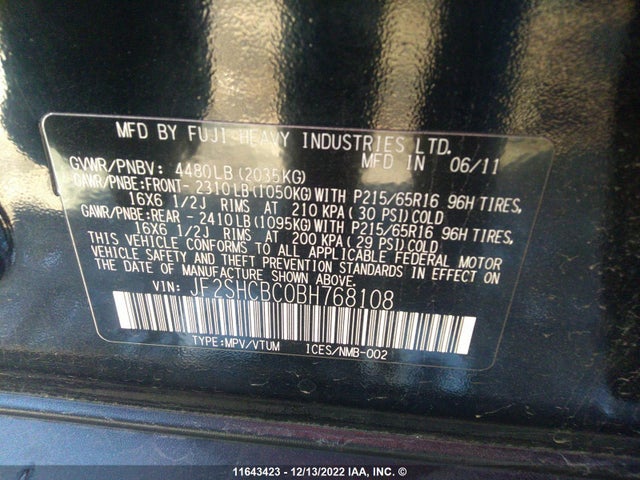 MFD BY FUJI HEAVY INDUSTRIES LTD.
MFD IN 06/11
GVWR/PNBV: 4480LB(2035KG)
GAWR/PNBE:FRONT- 2310LB(1050KG)WITH P215/65R16 96H TIRES,
16X6 1/2J RIMS AT 210 KPA(30 PSI)COLD
GAWR/PNBE:REAR - 2410LB(1095KG)WITH P215/65R16 96H TIRES,
16X6 1/2J RIMS AT 200 KPA(29 PSI)COLD
THIS VEHICLE CONFORMS TO ALL APPLICABLE FEDERAL MOTOR
VEHICLE SAFETY AND THEFT PREVENTION STANDARDS IN EFFECT ON
THE DATE OF MANUFACTURE SHOWN ABOVE.
VIN: JF2SHCBC0BH768108
TYPE:MPV/VTUM ICES/NMB-002
11643423 - 12/13/2022 IAA, INC. ©